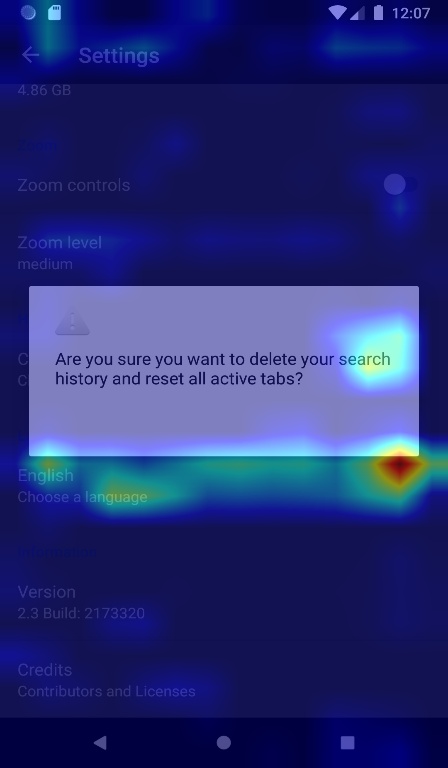 12:07
Settings
4.86 GB
Zoom
Zoom controls
Zoom level
medium
Are you sure you want to delete your search
history and reset all active tabs?
English
Choose a language
Information
Version
2.3 Build: 2173320
Credits
Contributors and Licenses